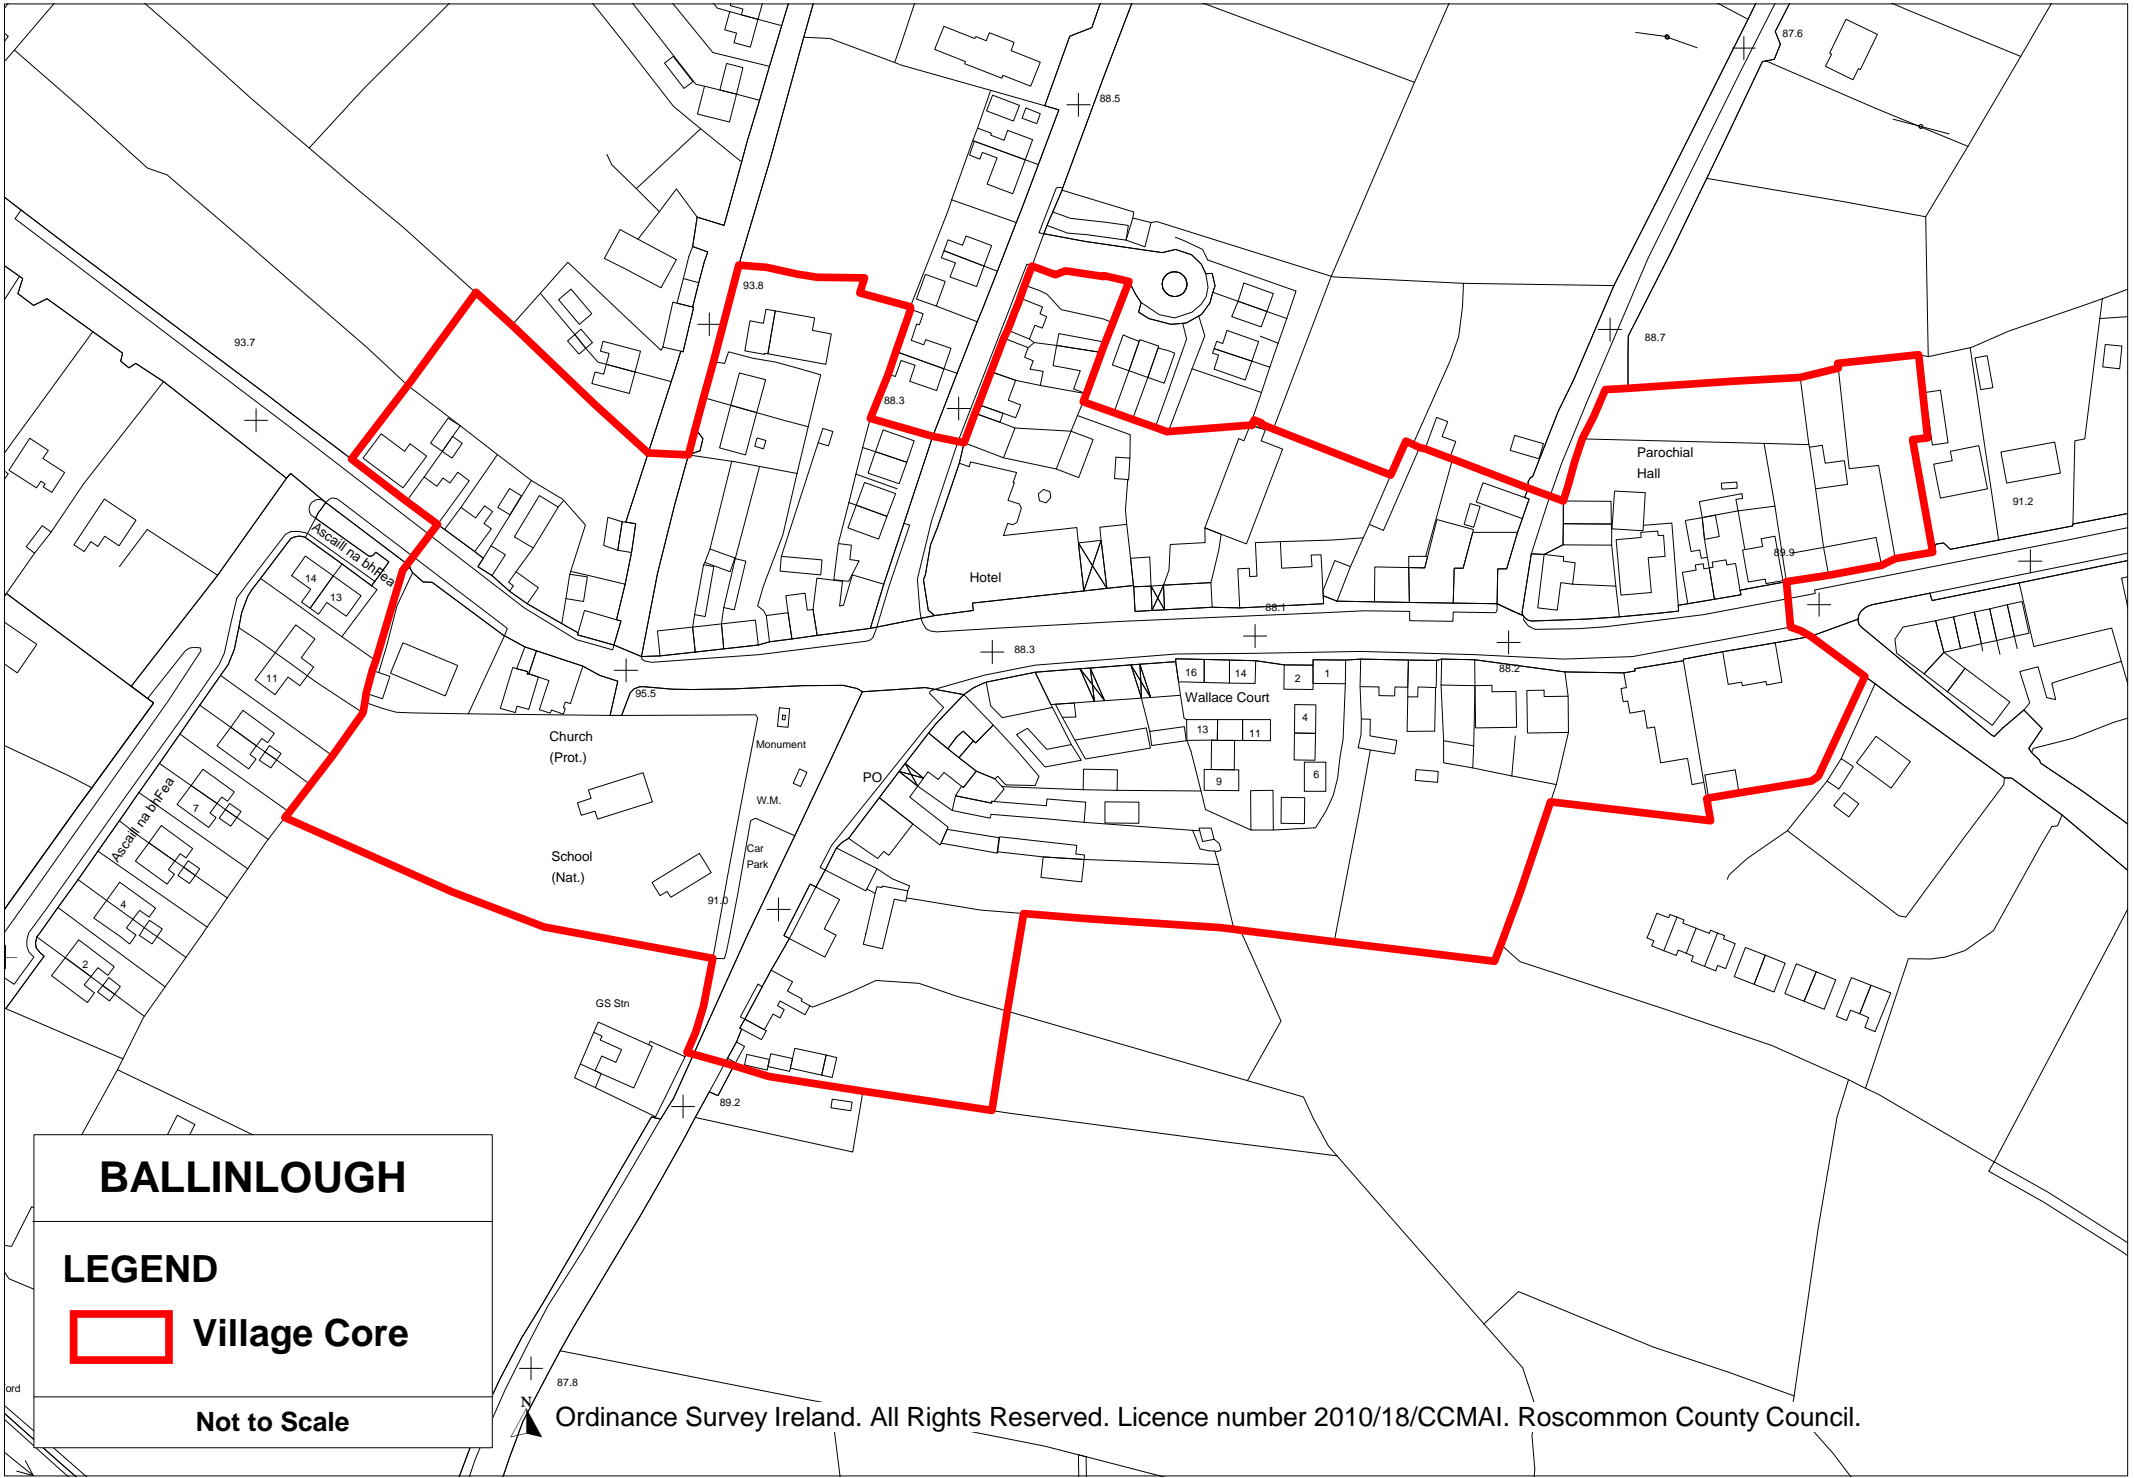 87.6
88.5
93.7
93.8
88.3
88.7
Parochial
Hall
91.2
89.9
Ascaill na bhFea
14
13
11
Hotel
88.1
88.3
88.2
95.5
16
14
2
1
Wallace Court
4
13
11
9
6
Church
(Prot.)
Monument
W.M.
PO
School
(Nat.)
Car
Park
91.0
7
Ascaill na bhFea
4
2
GS Stn
89.2
BALLINLOUGH
LEGEND
Village Core
Not to Scale
ord
87.8
N
Ordinance Survey Ireland. All Rights Reserved. Licence number 2010/18/CCMAI. Roscommon County Council.